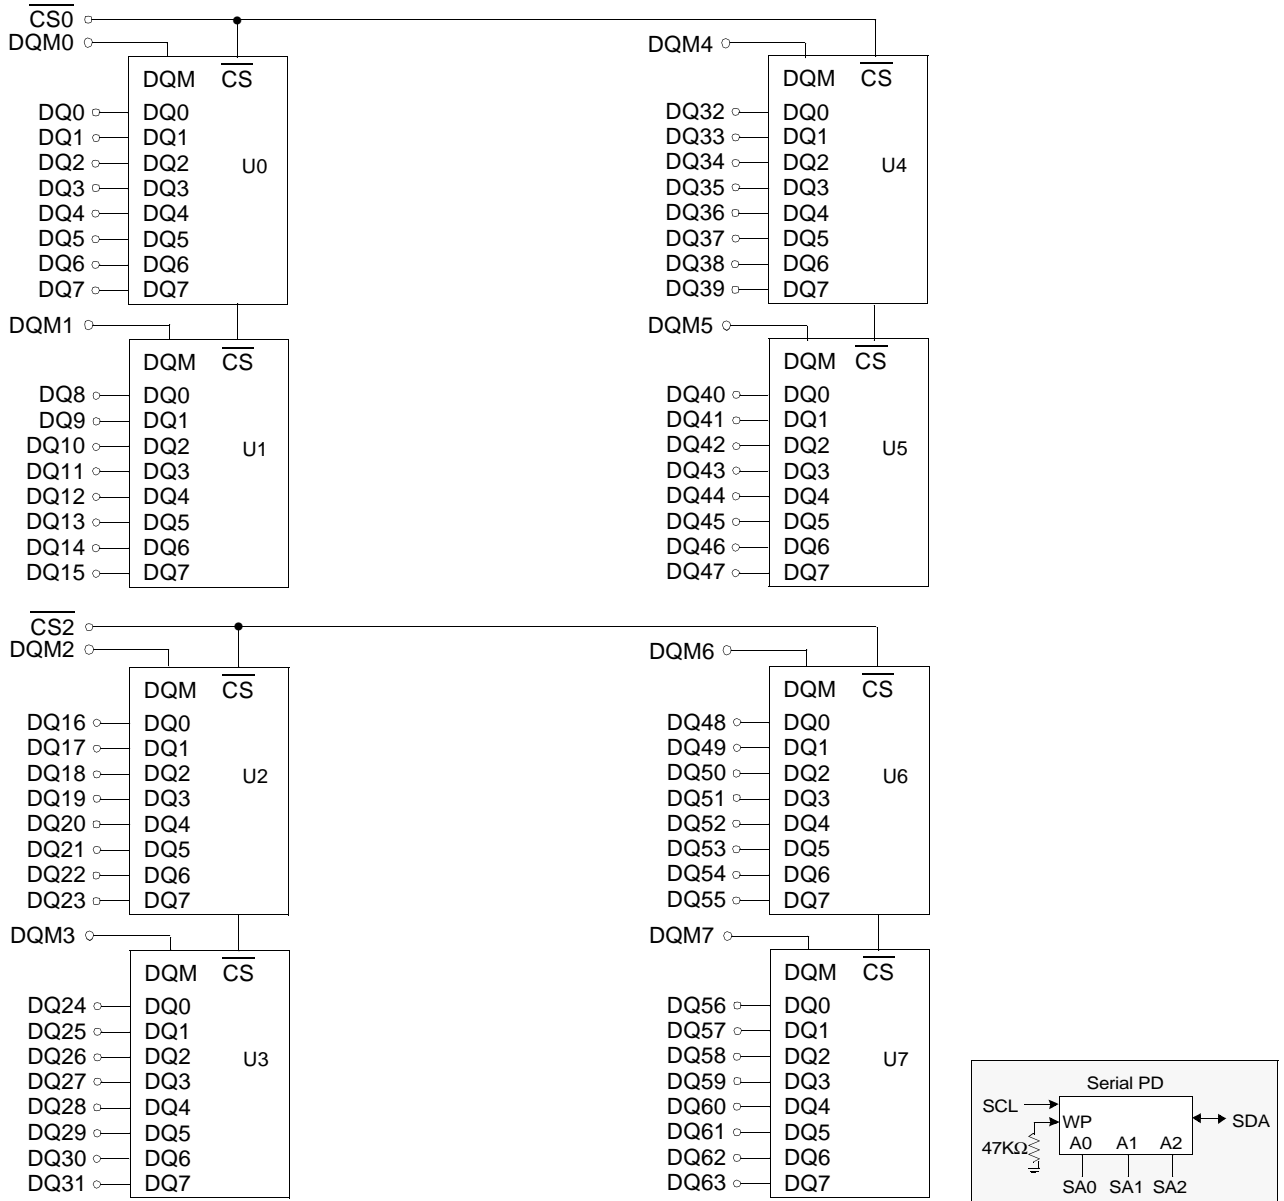 CS0
DQM0
DQM CS
DQ0 DQ0
DQ1 DQ1
DQ2 DQ2 U0
DQ3 DQ3
DQ4 DQ4
DQ5 DQ5
DQ6 DQ6
DQ7 DQ7
DQM1
DQM CS
DQ8 DQ0
DQ9 DQ1
DQ10 DQ2 U1
DQ11 DQ3
DQ12 DQ4
DQ13 DQ5
DQ14 DQ6
DQ15 DQ7
DQM4
DQM CS
DQ32 DQ0
DQ33 DQ1
DQ34 DQ2 U4
DQ35 DQ3
DQ36 DQ4
DQ37 DQ5
DQ38 DQ6
DQ39 DQ7
DQM5
DQM CS
DQ40 DQ0
DQ41 DQ1
DQ42 DQ2 U5
DQ43 DQ3
DQ44 DQ4
DQ45 DQ5
DQ46 DQ6
DQ47 DQ7
CS2
DQM2
DQM CS
DQ16 DQ0
DQ17 DQ1
DQ18 DQ2 U2
DQ19 DQ3
DQ20 DQ4
DQ21 DQ5
DQ22 DQ6
DQ23 DQ7
DQM3
DQM CS
DQ24 DQ0
DQ25 DQ1
DQ26 DQ2 U3
DQ27 DQ3
DQ28 DQ4
DQ29 DQ5
DQ30 DQ6
DQ31 DQ7
DQM6
DQM CS
DQ48 DQ0
DQ49 DQ1
DQ50 DQ2 U6
DQ51 DQ3
DQ52 DQ4
DQ53 DQ5
DQ54 DQ6
DQ55 DQ7
DQM7
DQM CS
DQ56 DQ0
DQ57 DQ1
DQ58 DQ2 U7
DQ59 DQ3
DQ60 DQ4
DQ61 DQ5
DQ62 DQ6
DQ63 DQ7
Serial PD
SCL
WP SDA
47KΩ A0 A1 A2
SA0 SA1 SA2